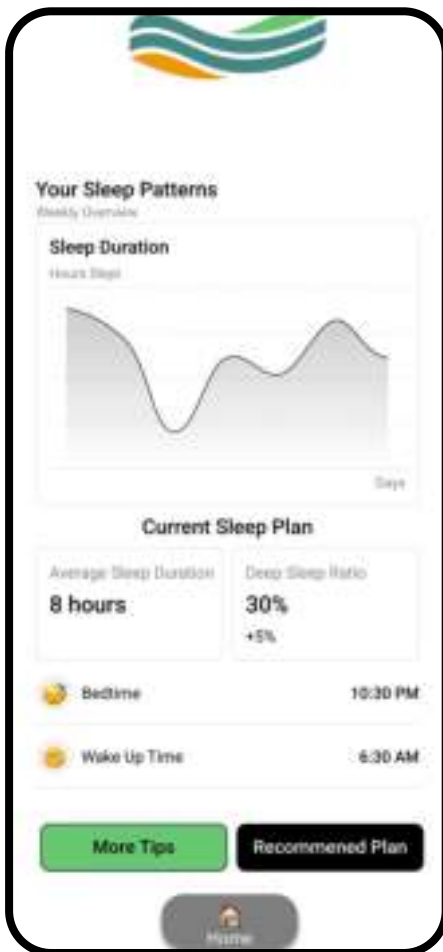 Your Sleep Patterns
Weekly Overview
Sleep Duration
Hours Slept
Days
Current Sleep Plan
Average Sleep Duration
Deep Sleep Ratio
8 hours
30%
+5%
Bedtime
10:30 PM
Wake Up Time
6:30 AM
More Tips
Recommened Plan
Home